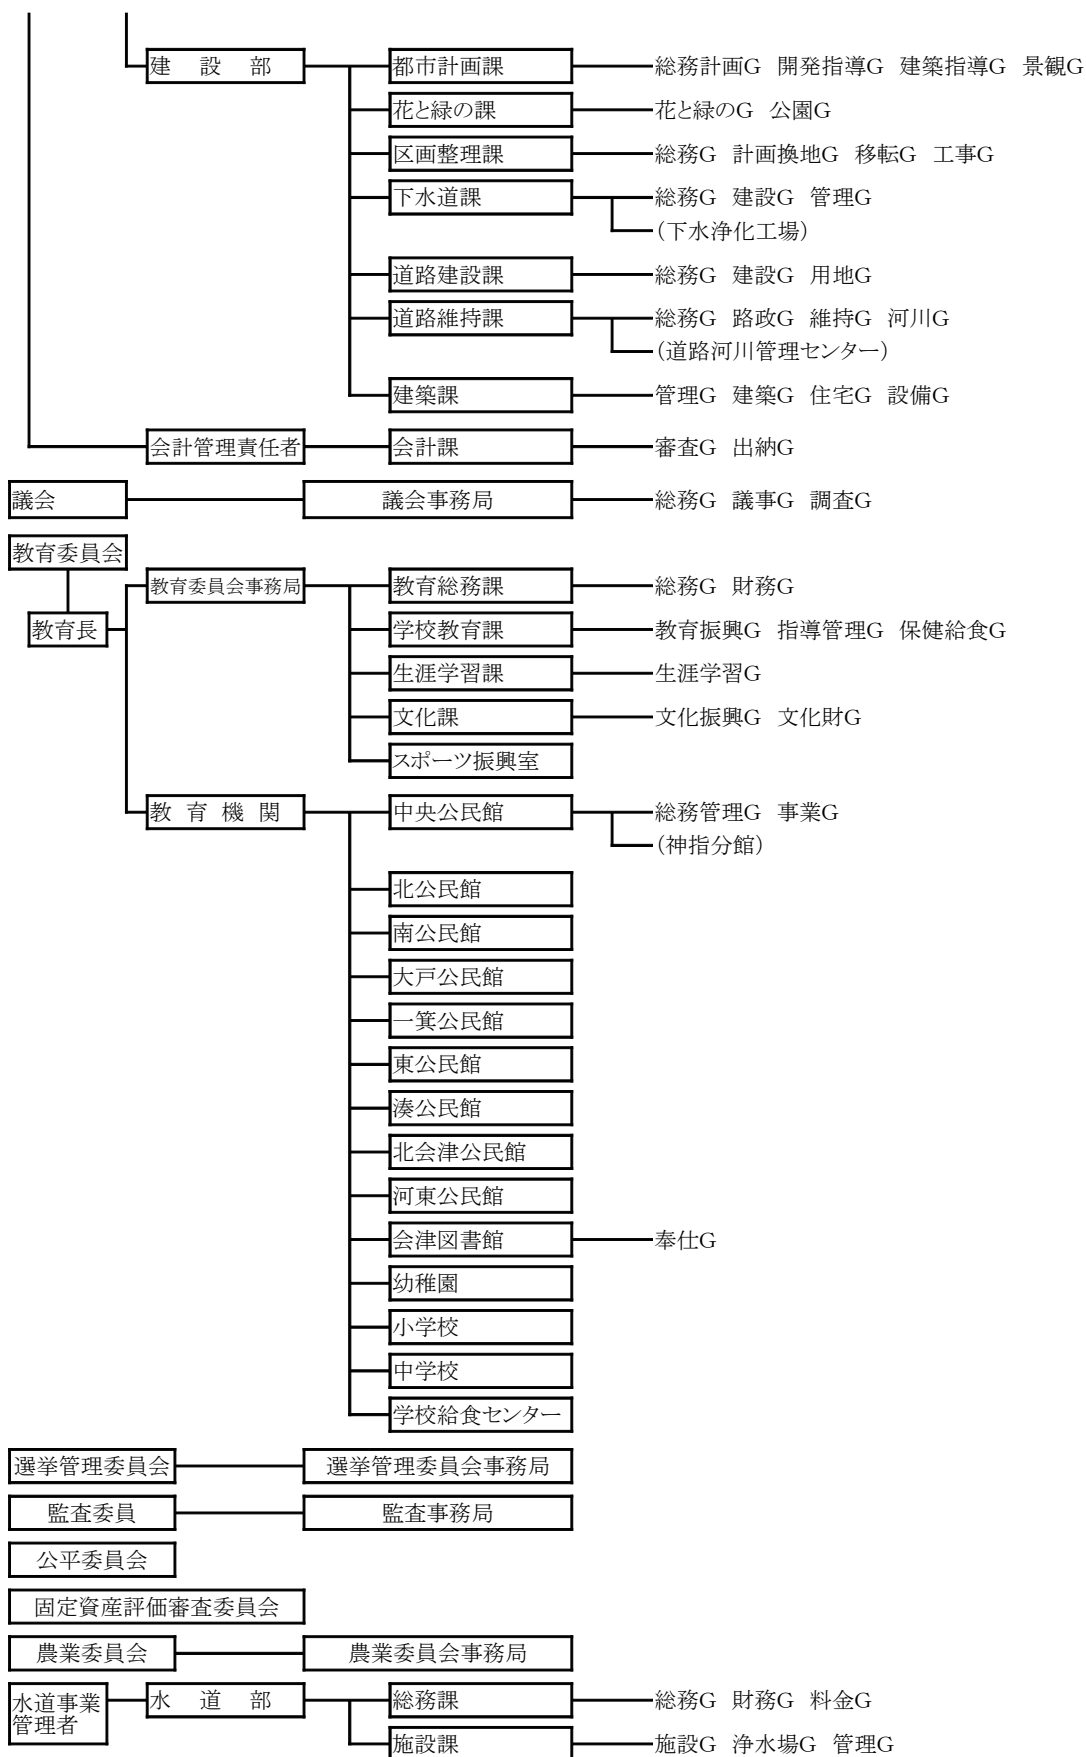 建設部 都市計画課 総務計画G 開発指導G 建築指導G 景観G
花と緑の課 花と緑のG 公園G
区画整理課 総務G 計画換地G 移転G 工事G
下水道課 総務G 建設G 管理G
(下水浄化工場)
道路建設課 総務G 建設G 用地G
道路維持課 総務G 路政G 維持G 河川G
(道路河川管理センター)
建築課 管理G 建築G 住宅G 設備G
会計管理責任者 会計課 審査G 出納G
議会 議会事務局 総務G 議事G 調査G
教育委員会
教育委員会事務局 教育総務課 総務G 財務G
教育長 学校教育課 教育振興G 指導管理G 保健給食G
生涯学習課 生涯学習G
文化課 文化振興G 文化財G
スポーツ振興室
教育機関 中央公民館 総務管理G 事業G
(神指分館)
北公民館
南公民館
大戸公民館
一箕公民館
東公民館
湊公民館
北会津公民館
河東公民館
会津図書館 奉仕G
幼稚園
小学校
中学校
学校給食センター
選挙管理委員会 選挙管理委員会事務局
監査委員 監査事務局
公平委員会
固定資産評価審査委員会
農業委員会 農業委員会事務局
水道事業管理者 水道部 総務課 総務G 財務G 料金G
施設課 施設G 浄水場G 管理G